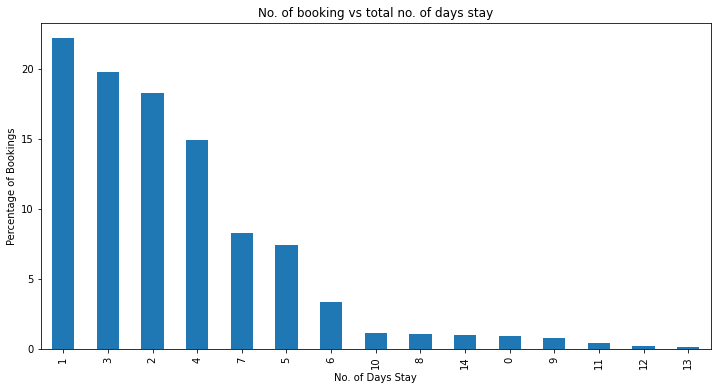 No. of booking vs total no. of days stay
Percentage of Bookings
20
15
10
5
0
1 3 2 4 7 5 6 10 8 14 0 9 11 12 13
No. of Days Stay